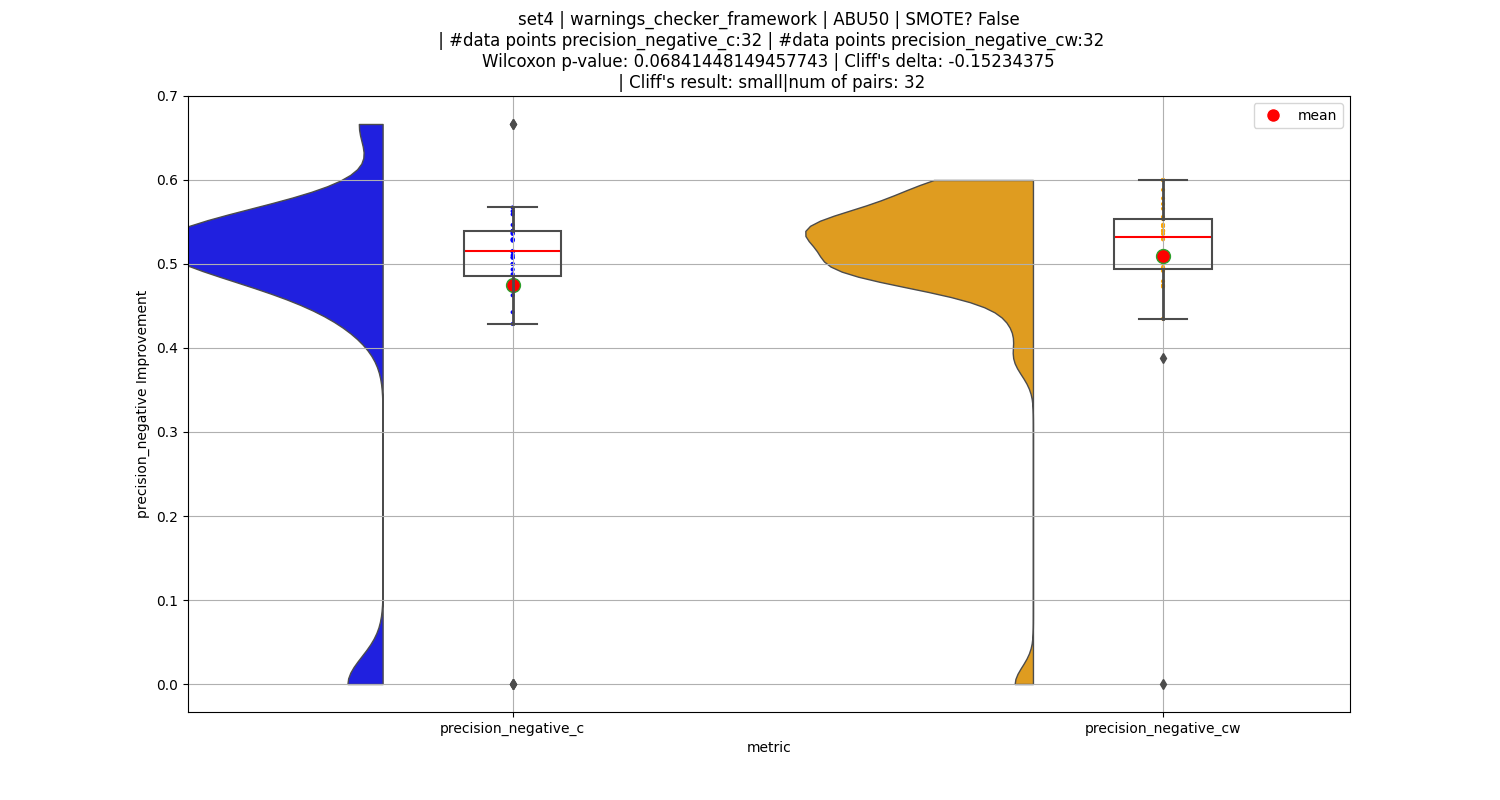 set4 | warnings_checker_framework | ABU50 | SMOTE? False
| #data points precision_negative_c:32 | #data points precision_negative_cw:32
Wilcoxon p-value: 0.06841448149457743 | Cliff's delta: -0.15234375
| Cliff's result: small|num of pairs: 32
mean
0.7
0.6
0.5
0.4
0.3
0.2
0.1
0.0
precision_negative Improvement
precision_negative_c
precision_negative_cw
metric